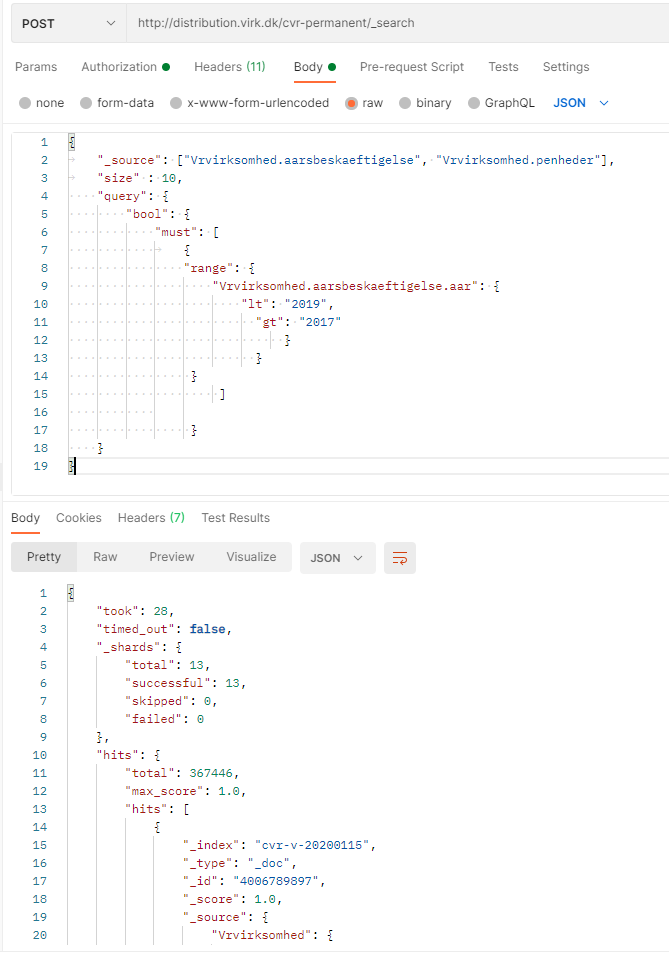 POST http://distribution.virk.dk/cvr-permanent/_search
Params Authorization Headers (11) Body Pre-request Script Tests Settings
none form-data x-www-form-urlencoded raw binary GraphQL JSON
1 {
2 "_source": ["Vrvirksomhed.aarsbeskaeftigelse", "Vrvirksomhed.penheder"],
3 "size" : 10,
4 "query": {
5 "bool": {
6 "must": [
7 {
8 "range": {
9 "Vrvirksomhed.aarsbeskaeftigelse.aar": {
10 "lt": "2019",
11 "gt": "2017"
12 }
13 }
14 }
15 ]
16
17 }
18 }
19 }
Body Cookies Headers (7) Test Results
Pretty Raw Preview Visualize JSON
1 {
2 "took": 28,
3 "timed_out": false,
4 "_shards": {
5 "total": 13,
6 "successful": 13,
7 "skipped": 0,
8 "failed": 0
9 },
10 "hits": {
11 "total": 367446,
12 "max_score": 1.0,
13 "hits": [
14 {
15 "_index": "cvr-v-20200115",
16 "_type": "_doc",
17 "_id": "4006789897",
18 "_score": 1.0,
19 "_source": {
20 "Vrvirksomhed": {